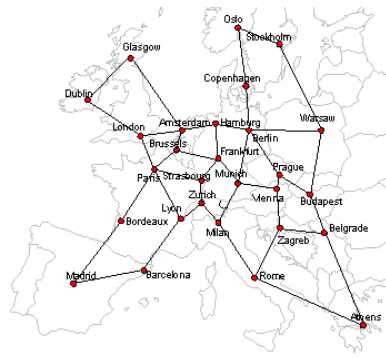 Oslo
Stockholm
Glasgow
Copenhagen
Dublin
London
Amsterdam
Hamburg
Berlin
Warsaw
Brussels
Frankfurt
Paris
Strasbourg
Munich
Prague
Zurich
Vienna
Budapest
Lyon
Bordeaux
Milan
Zagreb
Belgrade
Madrid
Barcelona
Rome
Athens